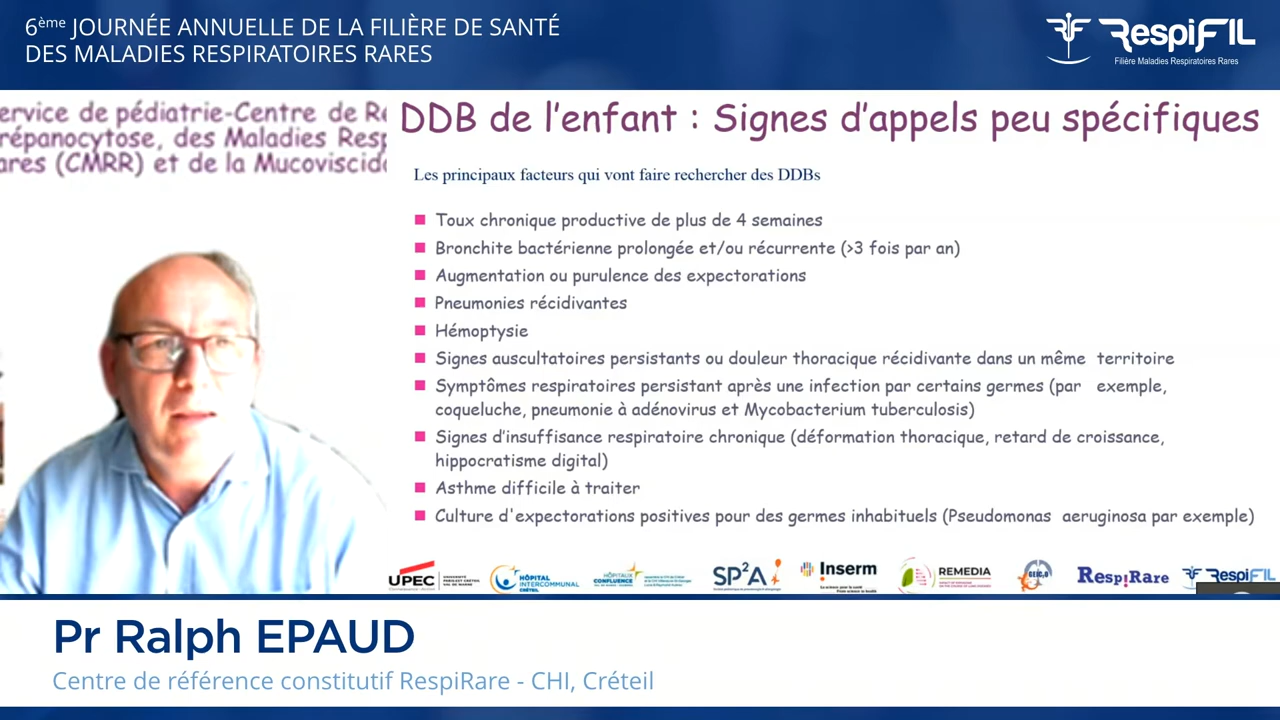 6ème JOURNÉE ANNUELLE DE LA FILIÈRE DE SANTÉ
DES MALADIES RESPIRATOIRES RARES
RespiFIL
Filière Maladies Respiratoires Rares
ervice de pédiatrie-Centre de Ré
répanocytose, des Maladies Resp
ares (CMRR) et de la Mucoviscido
DDB de l'enfant : Signes d'appels peu spécifiques
Les principaux facteurs qui vont faire rechercher des DDBs
Toux chronique productive de plus de 4 semaines
Bronchite bactérienne prolongée et/ou récurrente (>3 fois par an)
Augmentation ou purulence des expectorations
Pneumonies récidivantes
Hémoptysie
Signes auscultatoires persistants ou douleur thoracique récidivante dans un même territoire
Symptômes respiratoires persistant après une infection par certains germes (par exemple,
coqueluche, pneumonie à adénovirus et Mycobacterium tuberculosis)
Signes d'insuffisance respiratoire chronique (déformation thoracique, retard de croissance,
hippocratisme digital)
Asthme difficile à traiter
Culture d'expectorations positives pour des germes inhabituels (Pseudomonas aeruginosa par exemple)
UPEC
HÔPITAL
INTERCOMMUNAL
CRÉTEIL
HÔPITAUX
CONFLUENCE
SP2A
Inserm
REMEDIA
RespiRare
RespiFIL
Pr Ralph EPAUD
Centre de référence constitutif RespiRare - CHI, Créteil